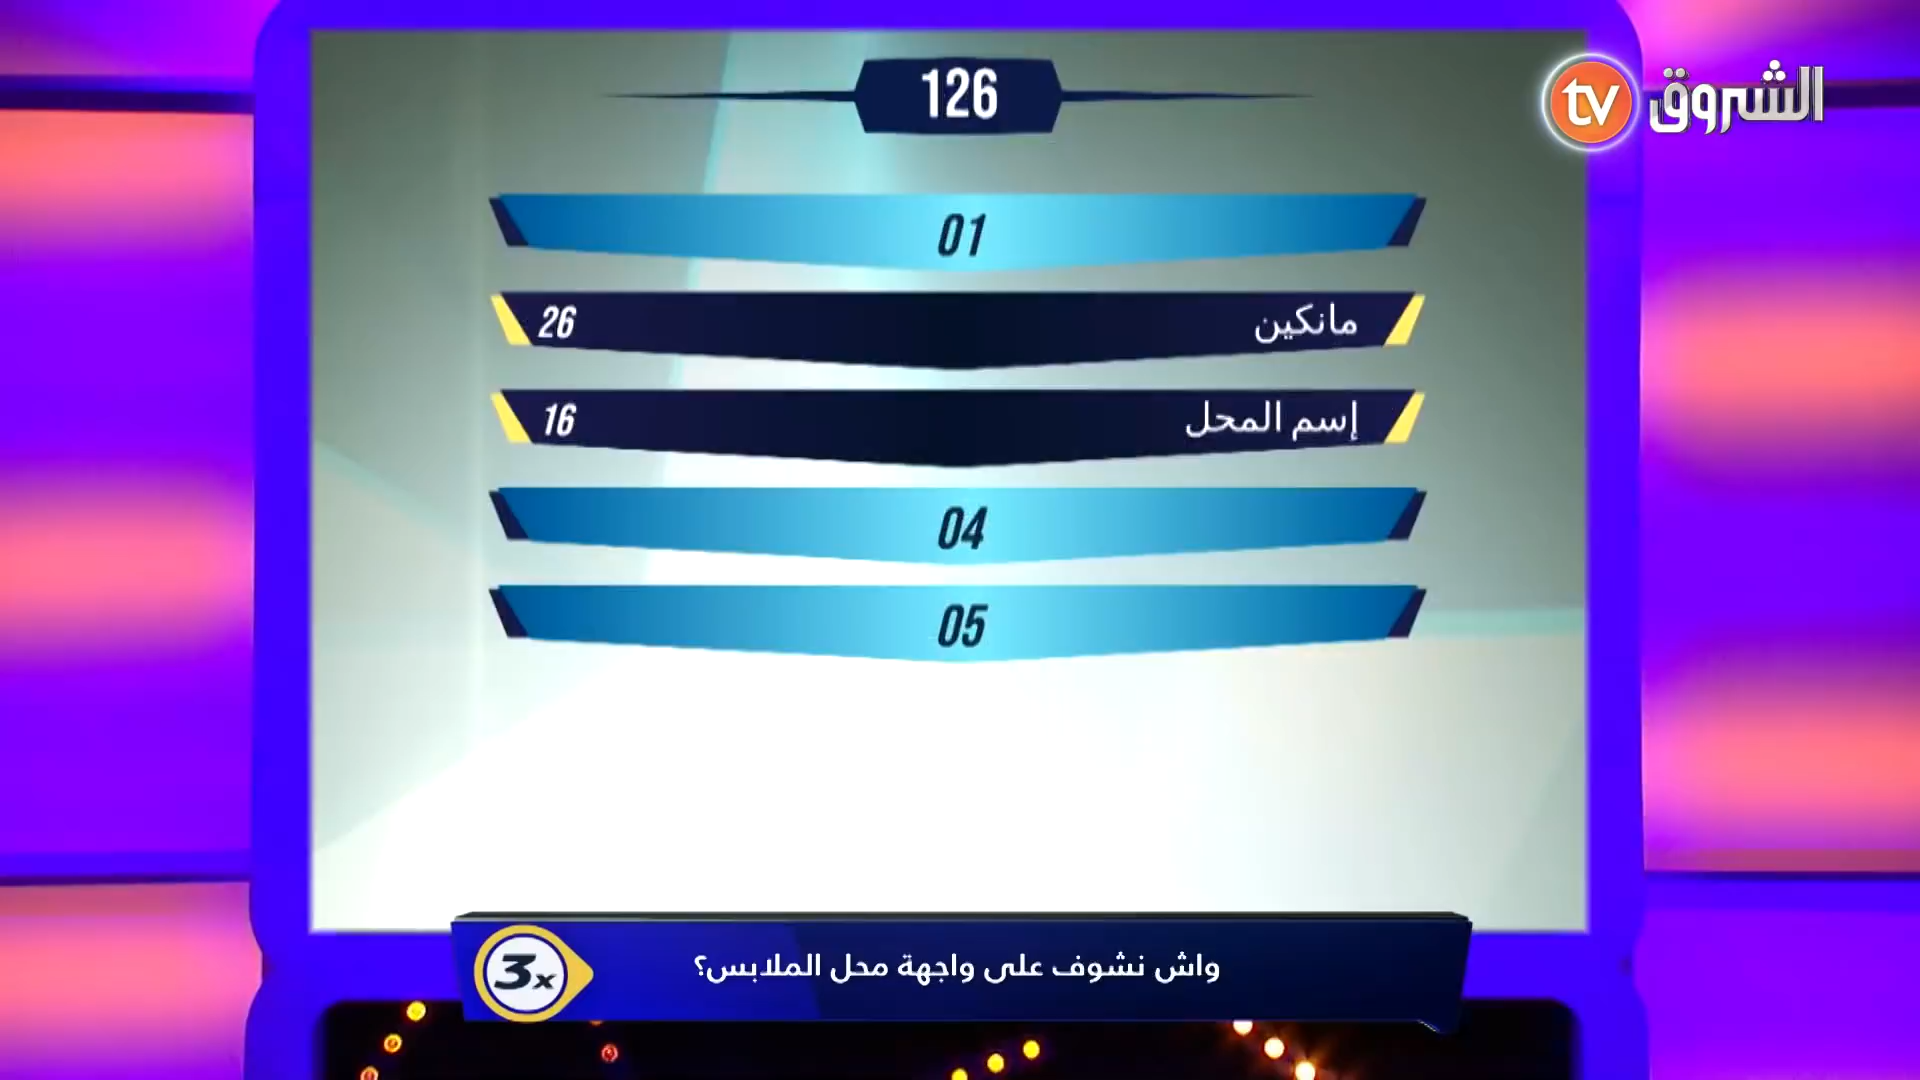 126
tv الشروق
01
مانكين 26
إسم المحل 16
04
05
واش نشوف على واجهة محل الملابس؟
3x